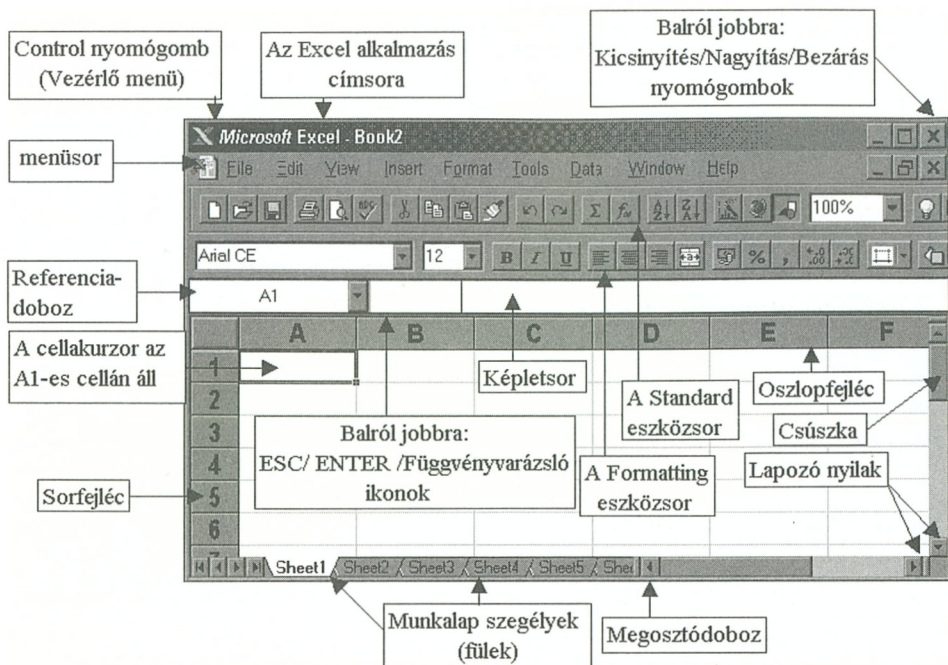 Control nyomógomb
(Vezérlő menü)
Az Excel alkalmazás
címsora
Balról jobbra:
Kicsinyítés/Nagyítás/Bezárás
nyomógombok
menüsor
Microsoft Excel - Book2
File Edit View Insert Format Tools Data Window Help
100%
Arial CE 12 B I U % ,
Referencia-
doboz
A1
A B C D E F
A cellakurzor az
A1-es cellán áll
1
2
3
4
5
6
7
Képletsor
A Standard
eszközsor
Oszlopfejléc
Csúszka
Balról jobbra:
ESC/ ENTER /Függvényvarázsló
ikonok
A Formatting
eszközsor
Lapozó nyilak
Sorfejléc
Sheet1 Sheet2 Sheet3 Sheet4 Sheet5 Shee
Munkalap szegélyek
(fülek)
Megosztódoboz